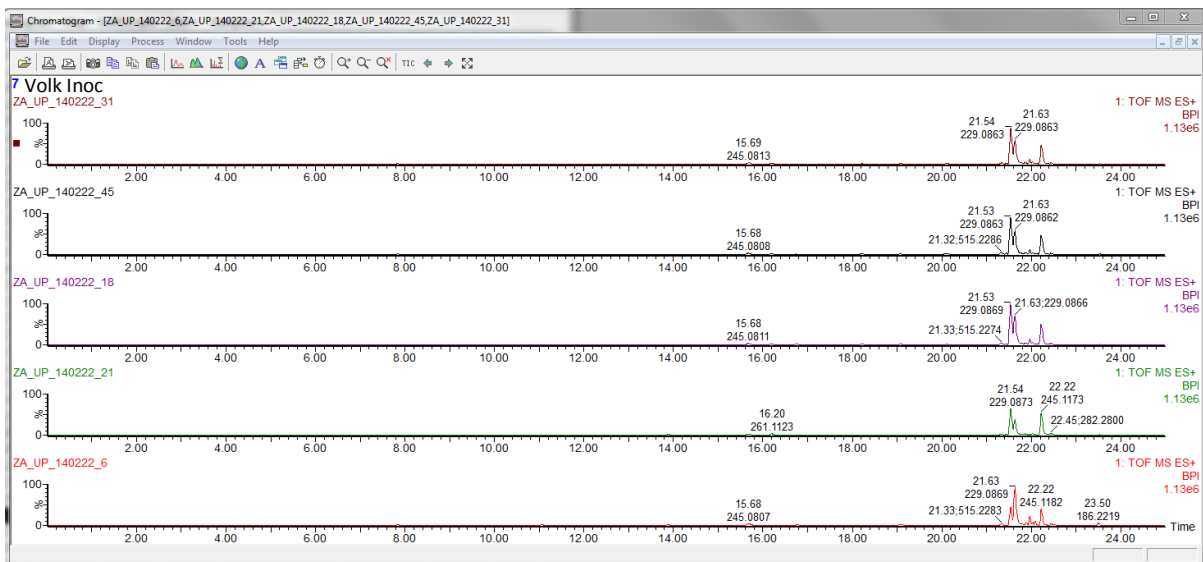 Chromatogram - [ZA_UP_140222_6,ZA_UP_140222_21,ZA_UP_140222_18,ZA_UP_140222_45,ZA_UP_140222_31]
File Edit Display Process Window Tools Help
TIC
7 Volk Inoc
ZA_UP_140222_31
1: TOF MS ES+
BPI
1.13e6
100
%
0
15.69
245.0813
21.54
229.0863
21.63
229.0863
2.00 4.00 6.00 8.00 10.00 12.00 14.00 16.00 18.00 20.00 22.00 24.00
ZA_UP_140222_45
1: TOF MS ES+
BPI
1.13e6
100
%
0
15.68
245.0808
21.32;515.2286
21.53
229.0863
21.63
229.0862
2.00 4.00 6.00 8.00 10.00 12.00 14.00 16.00 18.00 20.00 22.00 24.00
ZA_UP_140222_18
1: TOF MS ES+
BPI
1.13e6
100
%
0
15.68
245.0811
21.33;515.2274
21.53
229.0869
21.63;229.0866
2.00 4.00 6.00 8.00 10.00 12.00 14.00 16.00 18.00 20.00 22.00 24.00
ZA_UP_140222_21
1: TOF MS ES+
BPI
1.13e6
100
%
0
16.20
261.1123
21.54
229.0873
22.22
245.1173
22.45;282.2800
2.00 4.00 6.00 8.00 10.00 12.00 14.00 16.00 18.00 20.00 22.00 24.00
ZA_UP_140222_6
1: TOF MS ES+
BPI
1.13e6
100
%
0
15.68
245.0807
21.33;515.2283
21.63
229.0869
22.22
245.1182
23.50
186.2219
Time
2.00 4.00 6.00 8.00 10.00 12.00 14.00 16.00 18.00 20.00 22.00 24.00